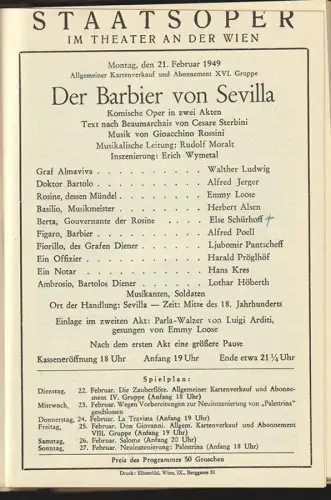 STAATSOPER
IM THEATER AN DER WIEN
Montag, den 21. Februar 1949
Allgemeiner Kartenverkauf und Abonnement XVI. Gruppe
Der Barbier von Sevilla
Komische Oper in zwei Akten
Text nach Beaumarchais von Cesare Sterbini
Musik von Gioacchino Rossini
Musikalische Leitung: Rudolf Moralt
Inszenierung: Erich Wymetal
Graf Almaviva . . . . . . . . . Walther Ludwig
Doktor Bartolo . . . . . . . . . Alfred Jerger
Rosine, dessen Mündel . . . . . . . Emmy Loose
Basilio, Musikmeister . . . . . . . Herbert Alsen
Berta, Gouvernante der Rosine . . . . Else Schürhoff +
Figaro, Barbier . . . . . . . . . Alfred Poell
Fiorillo, des Grafen Diener . . . . . . Ljubomir Pantscheff
Ein Offizier . . . . . . . . . . Harald Pröglhöf
Ein Notar . . . . . . . . . . Hans Kres
Ambrosio, Bartolos Diener . . . . . . Lothar Höberth
Musikanten, Soldaten
Ort der Handlung: Sevilla — Zeit: Mitte des 18. Jahrhunderts
Einlage im zweiten Akt: Parla-Walzer von Luigi Arditi,
gesungen von Emmy Loose
Nach dem ersten Akt eine größere Pause
Kasseneröffnung 18 Uhr Anfang 19 Uhr Ende etwa 21¼ Uhr
Spielplan:
Dienstag, 22. Februar. Die Zauberflöte. Allgemeiner Kartenverkauf und Abonne-
ment IV. Gruppe (Anfang 18 Uhr)
Mittwoch, 23. Februar. Wegen Vorbereitungen zur Neuinszenierung von „Palestrina"
geschlossen
Donnerstag, 24. Februar. La Traviata (Anfang 19 Uhr)
Freitag, 25. Februar. Don Giovanni. Allgem. Kartenverkauf und Abonnement
VIII. Gruppe (Anfang 19 Uhr)
Samstag, 26. Februar. Salome (Anfang 20 Uhr)
Sonntag, 27. Februar. Neuinszenierung: Palestrina (Anfang 18 Uhr)
Preis des Programmes 50 Groschen
Druck: Elbemühl, Wien, IX., Berggasse 31